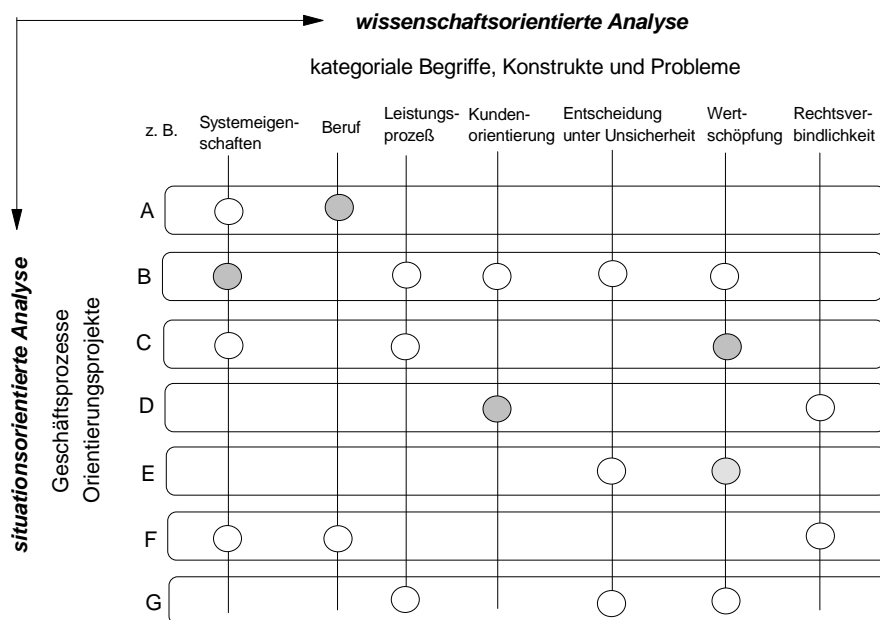 wissenschaftsorientierte Analyse
kategoriale Begriffe, Konstrukte und Probleme
z. B.
Systemeigen-
schaften
Beruf
Leistungs-
prozeß
Kunden-
orientierung
Entscheidung
unter Unsicherheit
Wert-
schöpfung
Rechtsver-
bindlichkeit
situationsorientierte Analyse
Geschäftsprozesse
Orientierungsprojekte
A
B
C
D
E
F
G